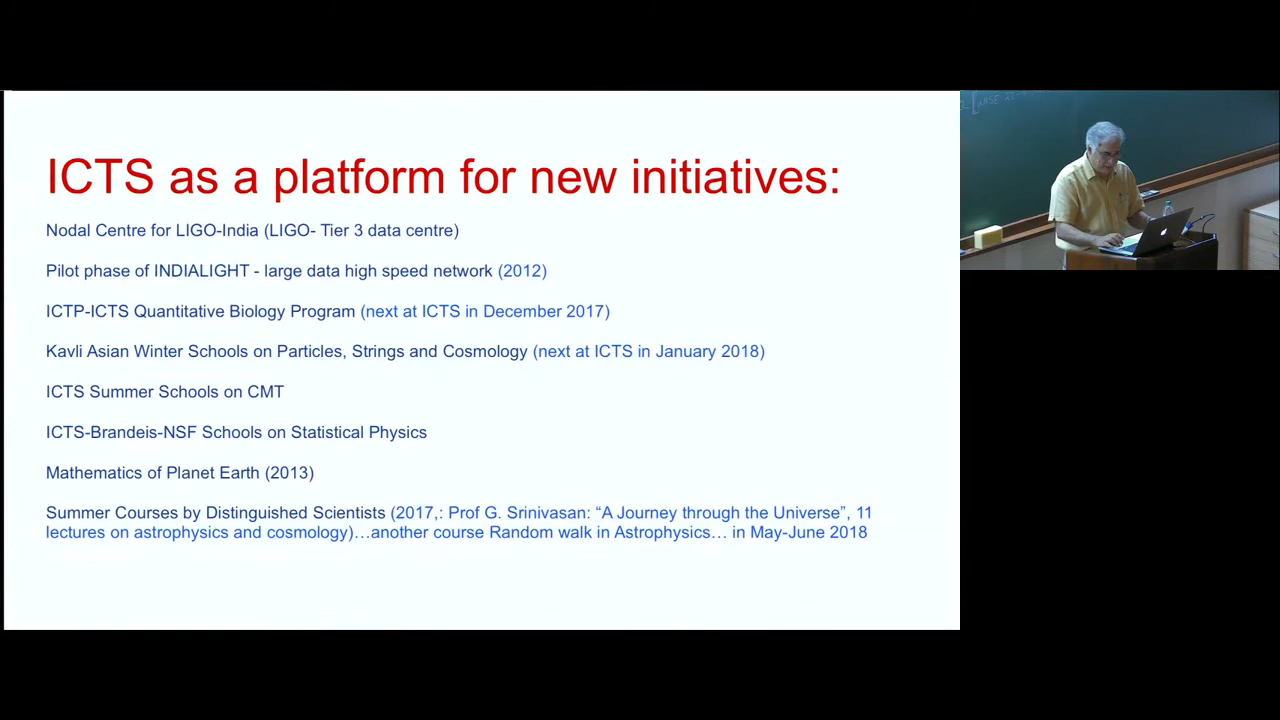 ICTS as a platform for new initiatives:
Nodal Centre for LIGO-India (LIGO- Tier 3 data centre)
Pilot phase of INDIALIGHT - large data high speed network (2012)
ICTP-ICTS Quantitative Biology Program (next at ICTS in December 2017)
Kavli Asian Winter Schools on Particles, Strings and Cosmology (next at ICTS in January 2018)
ICTS Summer Schools on CMT
ICTS-Brandeis-NSF Schools on Statistical Physics
Mathematics of Planet Earth (2013)
Summer Courses by Distinguished Scientists (2017,: Prof G. Srinivasan: “A Journey through the Universe”, 11
lectures on astrophysics and cosmology)…another course Random walk in Astrophysics… in May-June 2018